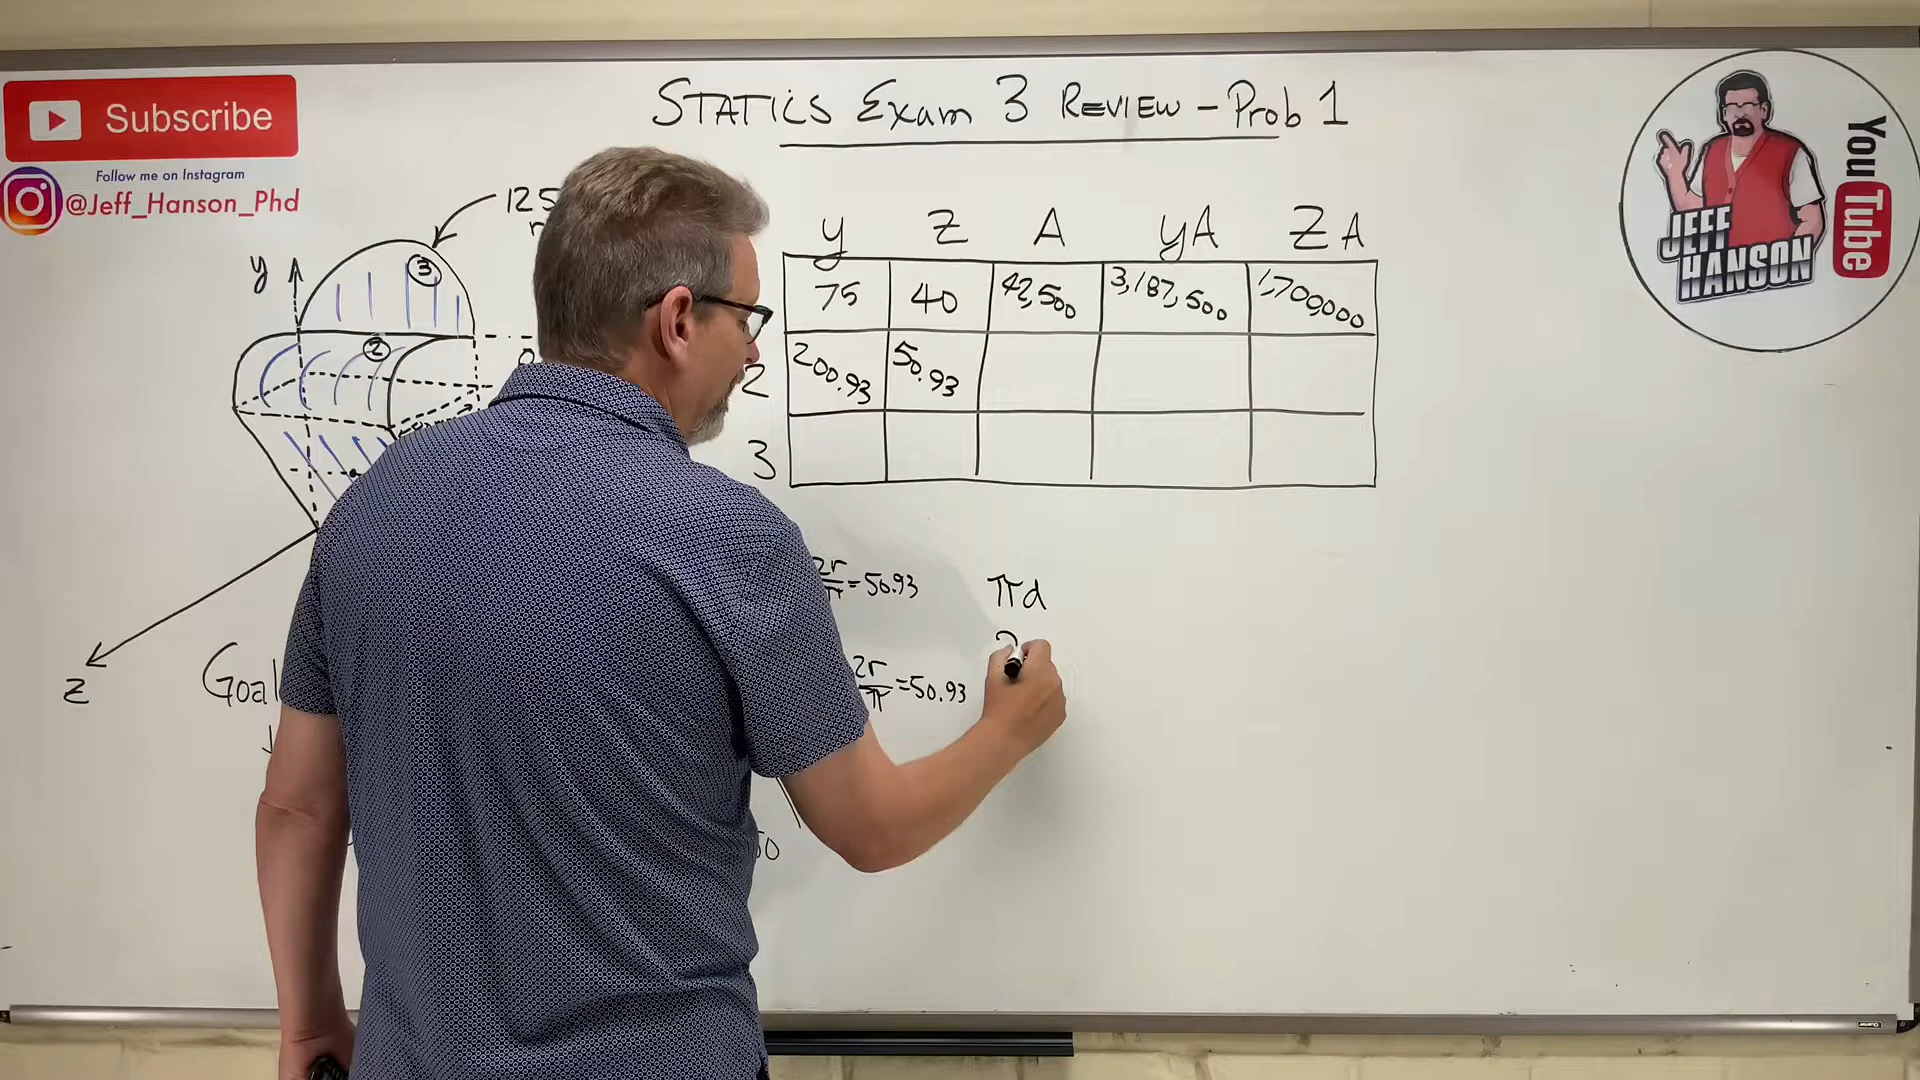 Subscribe
Follow me on Instagram
@Jeff_Hanson_Phd
STATICS Exam 3 REVIEW - Prob 1
YouTube
JEFF
HANSON
125
y
3
2
z
Goal
y Z A yA ZA
75 40 42,500 3,187,500 1,700,000
2 200.93 50.93
3
2r/π = 50.93
2r/π = 50.93
πd